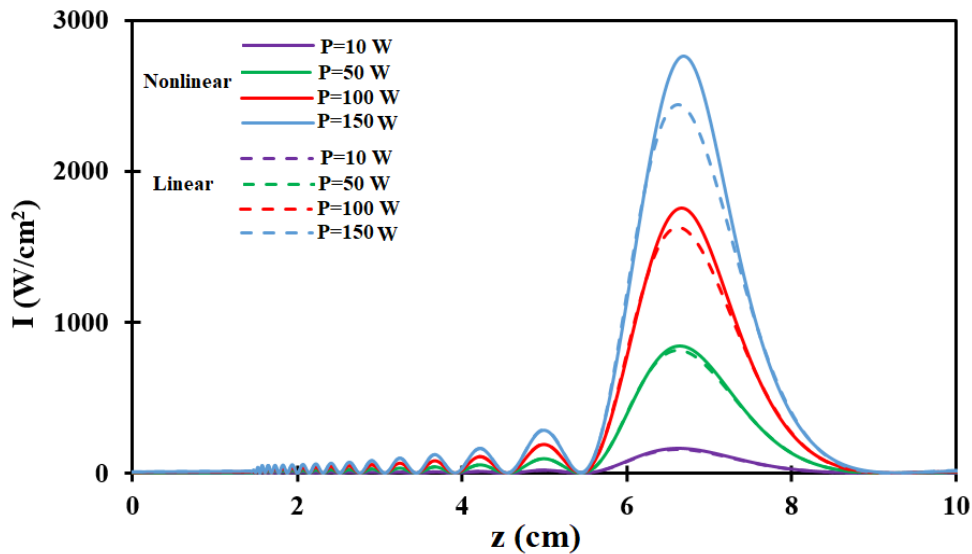 3000
2000
1000
0
I (W/cm²)
Nonlinear
P=10 W
P=50 W
P=100 W
P=150 W
Linear
P=10 W
P=50 W
P=100 W
P=150 W
0 2 4 6 8 10
z (cm)